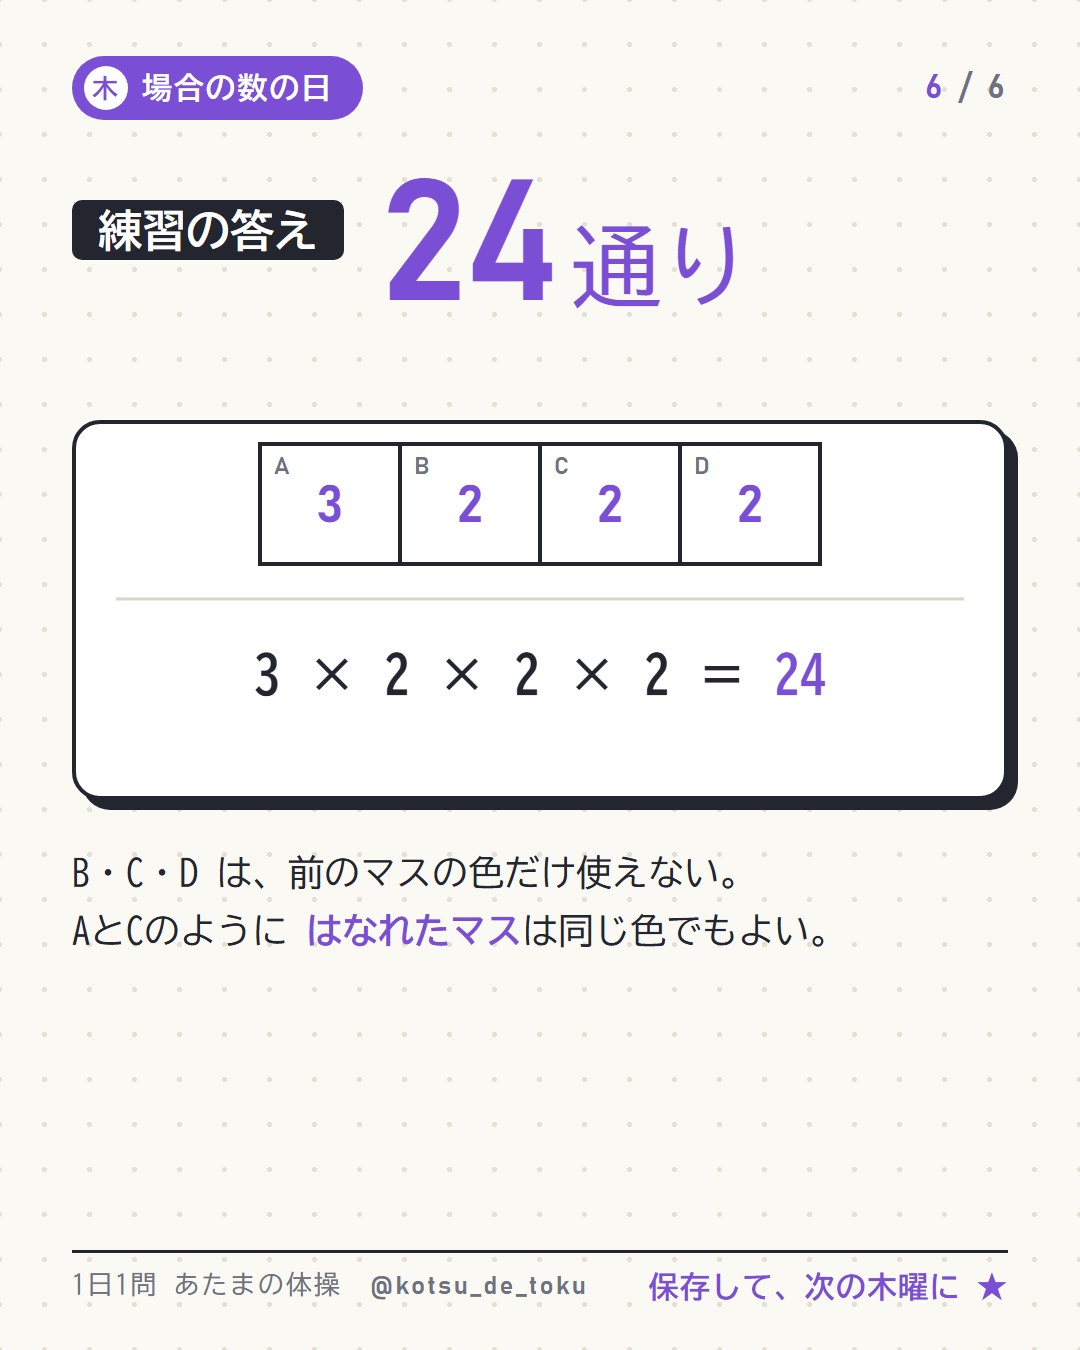 木 場合の数の日
6 / 6
練習の答え 24 通り
A B C D
3 2 2 2
3 × 2 × 2 × 2 = 24
B・C・D は、前のマスの色だけ使えない。
AとCのように はなれたマスは同じ色でもよい。
1日1問 あたまの体操 @kotsu_de_toku 保存して、次の木曜に ★